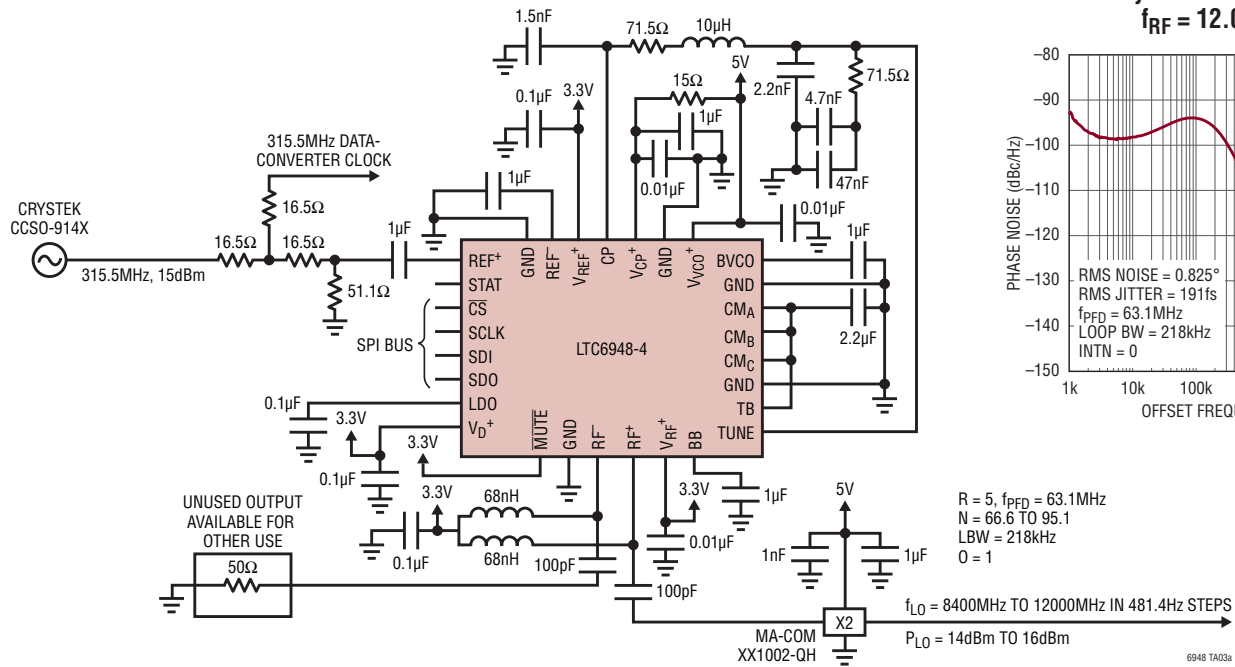 f_RF = 12.0
1.5nF
71.5Ω
10µH
5V
2.2nF
71.5Ω
4.7nF
47nF
0.1µF
3.3V
15Ω
1µF
0.01µF
315.5MHz DATA-
CONVERTER CLOCK
1µF
0.01µF
16.5Ω
CRYSTEK
CCSO-914X
1µF
1µF
16.5Ω
16.5Ω
315.5MHz, 15dBm
51.1Ω
REF+
GND
REF–
VREF+
CP
VCP+
GND
VVCO+
BVCO
STAT
GND
CS
CMA
SPI BUS
SCLK
CMB
2.2µF
LTC6948-4
SDI
CMC
SDO
GND
LDO
TB
0.1µF
3.3V
VD+
MUTE
GND
RF–
RF+
VRF+
BB
TUNE
3.3V
0.1µF
3.3V
68nH
68nH
0.1µF
3.3V
1µF
0.01µF
UNUSED OUTPUT
AVAILABLE FOR
OTHER USE
50Ω
100pF
100pF
5V
1nF
1µF
X2
MA-COM
XX1002-QH
R = 5, fPFD = 63.1MHz
N = 66.6 TO 95.1
LBW = 218kHz
O = 1
fLO = 8400MHz TO 12000MHz IN 481.4Hz STEPS
PLO = 14dBm TO 16dBm
6948 TA03a
PHASE NOISE (dBc/Hz)
–80
–90
–100
–110
–120
–130
–140
–150
RMS NOISE = 0.825°
RMS JITTER = 191fs
fPFD = 63.1MHz
LOOP BW = 218kHz
INTN = 0
1k
10k
100k
OFFSET FREQU